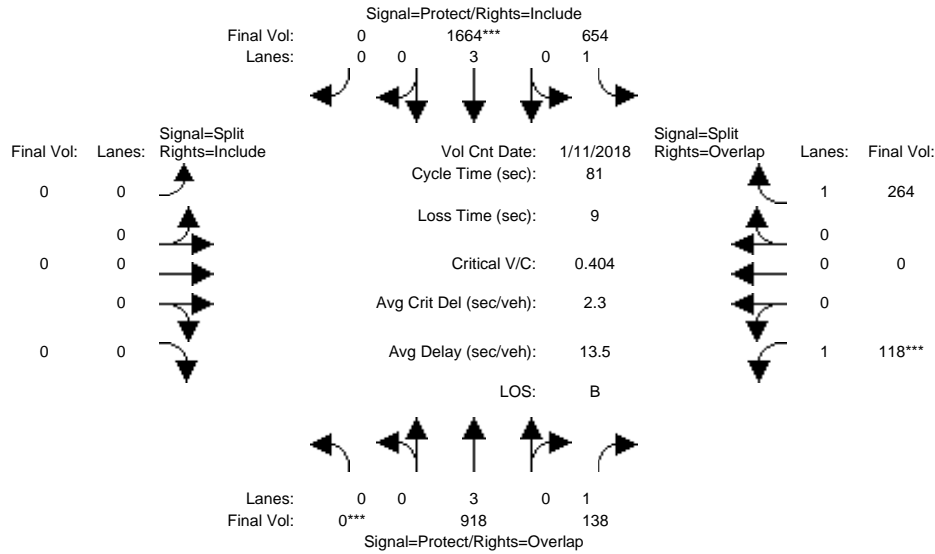 Signal=Protect/Rights=Include
Final Vol: 0 1664*** 654
Lanes: 0 0 3 0 1
Signal=Split
Final Vol: Lanes: Rights=Include
Vol Cnt Date: 1/11/2018
Signal=Split
Rights=Overlap Lanes: Final Vol:
Cycle Time (sec): 81
0 0
1 264
Loss Time (sec): 9
0
0
0 0
Critical V/C: 0.404
0 0
0
Avg Crit Del (sec/veh): 2.3
0
0 0
Avg Delay (sec/veh): 13.5
1 118***
LOS: B
Lanes: 0 0 3 0 1
Final Vol: 0*** 918 138
Signal=Protect/Rights=Overlap